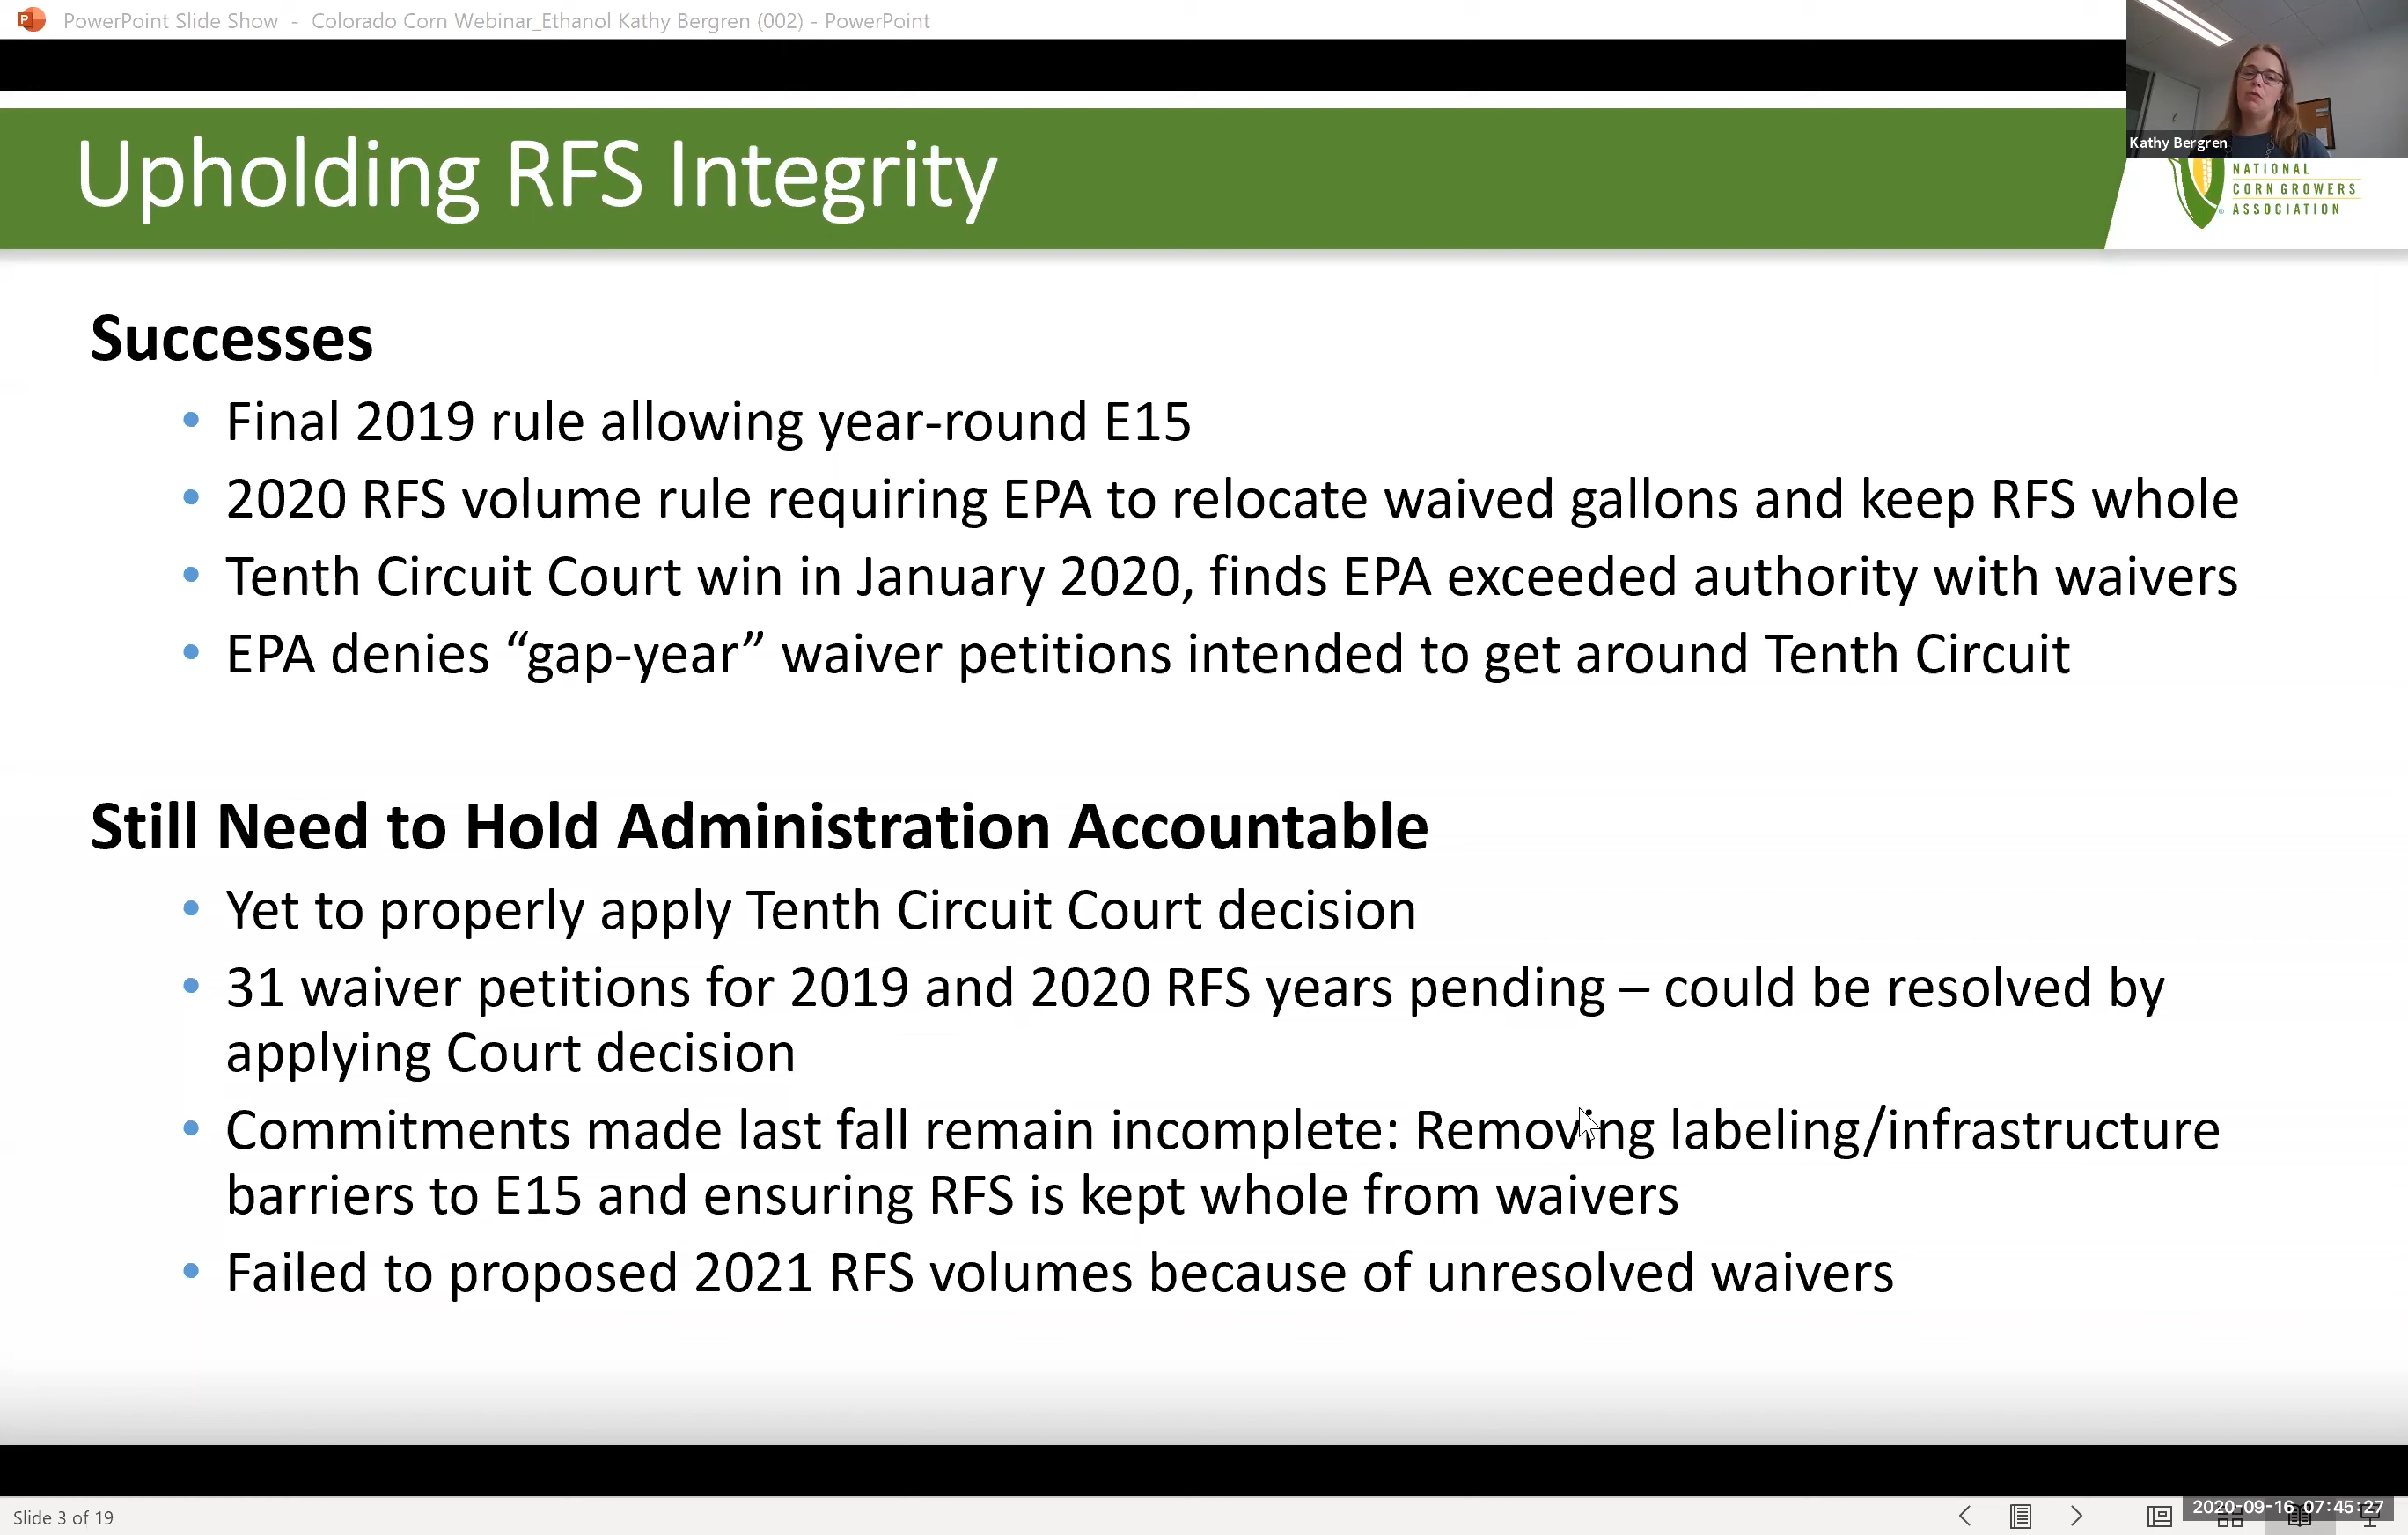 PowerPoint Slide Show - Colorado Corn Webinar_Ethanol Kathy Bergren (002) - PowerPoint
Kathy Bergren
Upholding RFS Integrity
NATIONAL
CORN GROWERS
ASSOCIATION
Successes
• Final 2019 rule allowing year-round E15
• 2020 RFS volume rule requiring EPA to relocate waived gallons and keep RFS whole
• Tenth Circuit Court win in January 2020, finds EPA exceeded authority with waivers
• EPA denies “gap-year” waiver petitions intended to get around Tenth Circuit
Still Need to Hold Administration Accountable
• Yet to properly apply Tenth Circuit Court decision
• 31 waiver petitions for 2019 and 2020 RFS years pending – could be resolved by
applying Court decision
• Commitments made last fall remain incomplete: Removing labeling/infrastructure
barriers to E15 and ensuring RFS is kept whole from waivers
• Failed to proposed 2021 RFS volumes because of unresolved waivers
Slide 3 of 19
2020-09-16 07:45:27